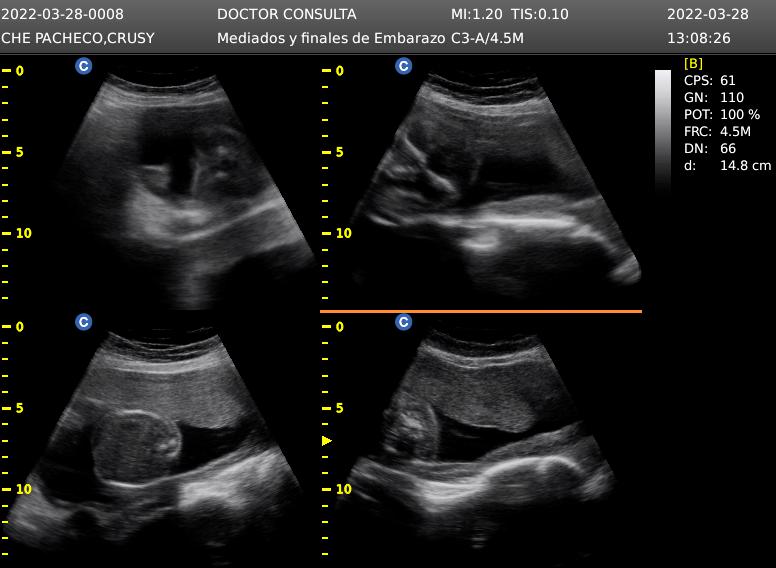 2022-03-28-0008 DOCTOR CONSULTA MI:1.20 TIS:0.10 2022-03-28
CHE PACHECO,CRUSY Mediados y finales de Embarazo C3-A/4.5M 13:08:26
[B]
CPS: 61
GN: 110
POT: 100 %
FRC: 4.5M
DN: 66
d: 14.8 cm
C C
0 0
5 5
10 10
C C
0 0
5 5
10 10